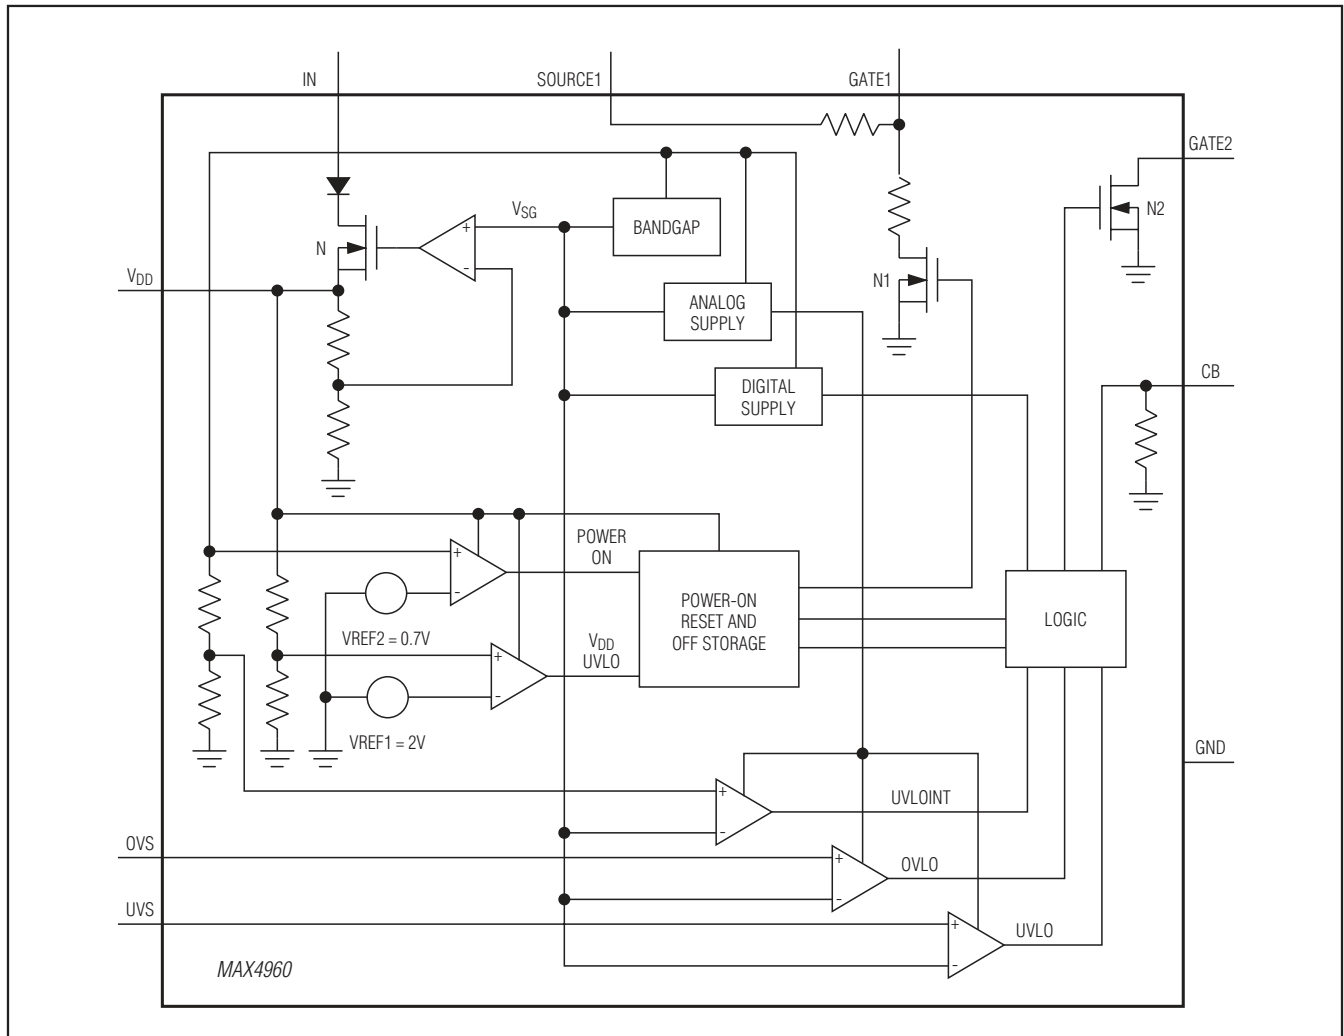 IN
SOURCE1
GATE1
GATE2
N2
VSG
+
-
BANDGAP
N
N1
VDD
ANALOG
SUPPLY
DIGITAL
SUPPLY
CB
POWER
ON
+
-
VREF2 = 0.7V
POWER-ON
RESET AND
OFF STORAGE
LOGIC
VDD
UVLO
+
-
VREF1 = 2V
GND
+
-
UVLOINT
OVS
+
-
OVLO
UVS
+
-
UVLO
MAX4960